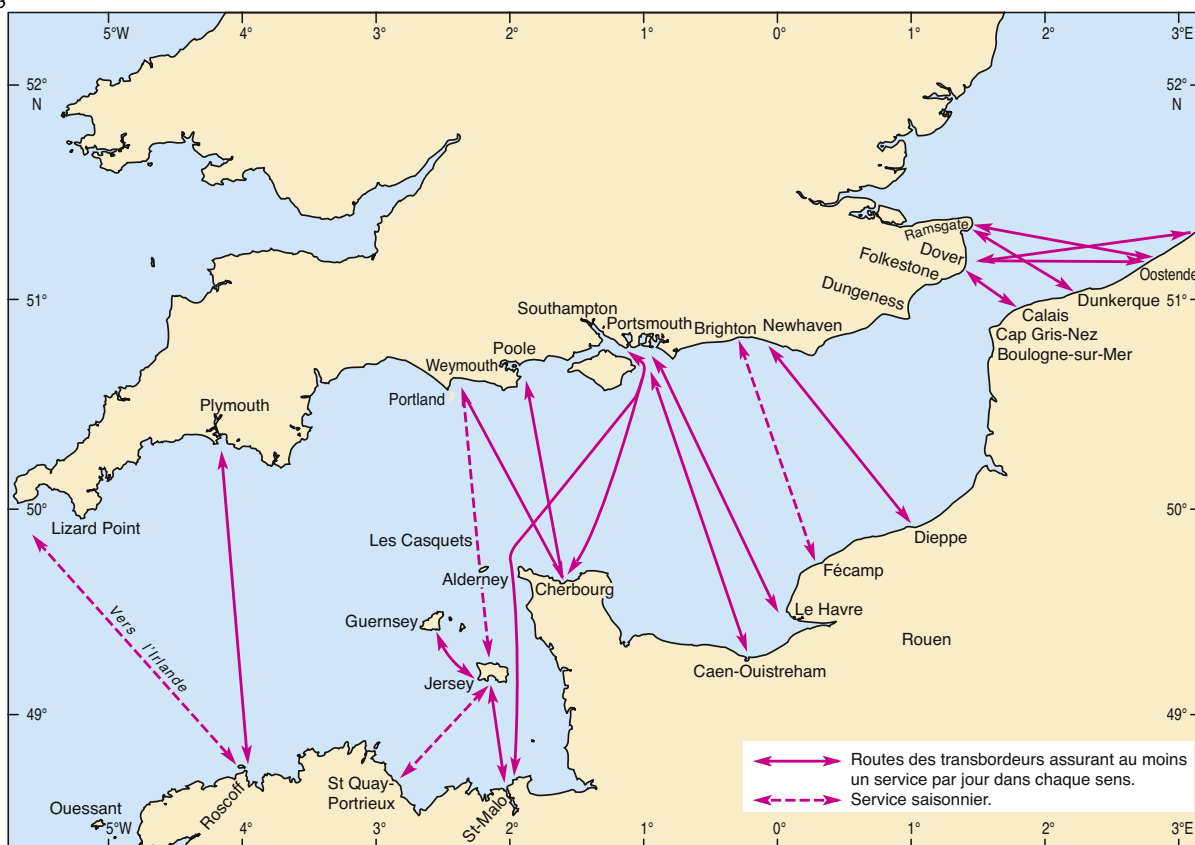 5°W 4° 3° 2° 1° 0° 1° 2° 3°E
52° 52°
N N
Ramsgate
Dover
Folkestone
Oostende
Dungeness
51° 51°
Dunkerque
Southampton
Calais
Portsmouth
Brighton
Newhaven
Cap Gris-Nez
Poole
Boulogne-sur-Mer
Weymouth
Portland
Plymouth
50° 50°
Lizard Point
Les Casquets
Dieppe
Alderney
Cherbourg
Fécamp
Le Havre
Guernsey
Vers l'Irlande
Rouen
Jersey
Caen-Ouistreham
49° 49°
Routes des transbordeurs assurant au moins
un service par jour dans chaque sens.
Service saisonnier.
St Quay-
Portrieux
Roscoff
St-Malo
Ouessant
5°W 4° 3° 2° 1° 0° 1° 2° 3°E